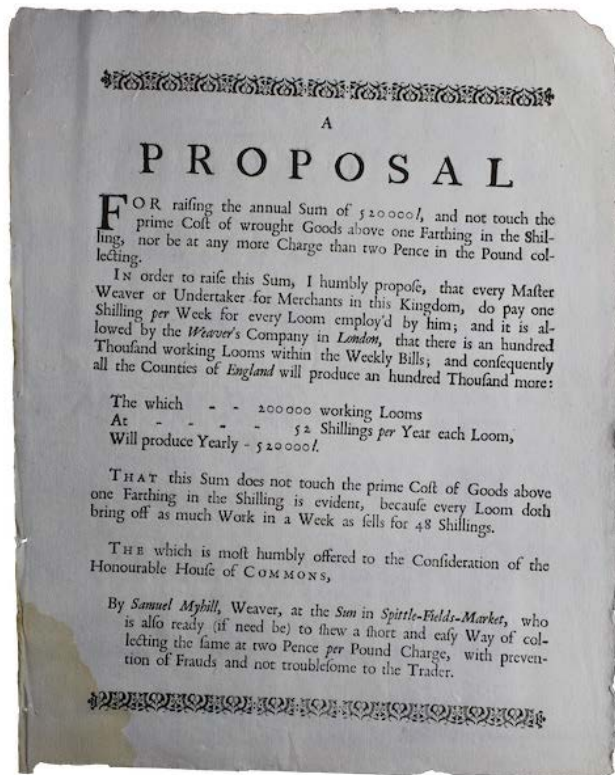 A
PROPOSAL
FOR raiſing the annual Sum of 520000l, and not touch the
prime Coſt of wrought Goods above one Farthing in the Shil-
ling, nor be at any more Charge than two Pence in the Pound col-
lecting.
IN order to raiſe this Sum, I humbly propoſe, that every Maſter
Weaver or Undertaker for Merchants in this Kingdom, do pay one
Shilling per Week for every Loom employ'd by him; and it is al-
lowed by the Weaver's Company in London, that there is an hundred
Thouſand working Looms within the Weekly Bills; and conſequently
all the Counties of England will produce an hundred Thouſand more:
The which - - 200000 working Looms
At - - - - 52 Shillings per Year each Loom,
Will produce Yearly - 520000l.
THAT this Sum does not touch the prime Coſt of Goods above
one Farthing in the Shilling is evident, becauſe every Loom doth
bring off as much Work in a Week as ſells for 48 Shillings.
THE which is moſt humbly offered to the Conſideration of the
Honourable Houſe of COMMONS,
By Samuel Myhill, Weaver, at the Sun in Spittle-Fields-Market, who
is alſo ready (if need be) to ſhew a ſhort and eaſy Way of col-
lecting the ſame at two Pence per Pound Charge, with preven-
tion of Frauds and not troubleſome to the Trader.